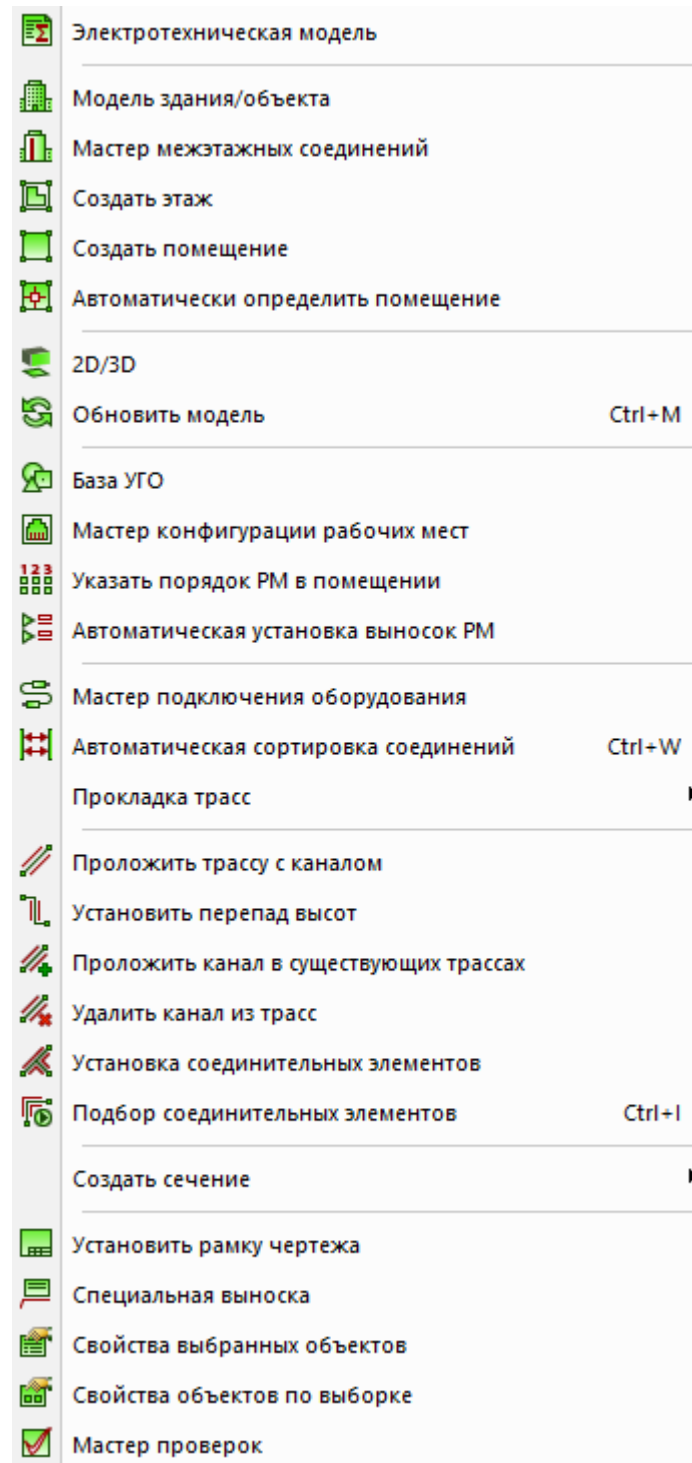 Электротехническая модель
Модель здания/объекта
Мастер межэтажных соединений
Создать этаж
Создать помещение
Автоматически определить помещение
2D/3D
Обновить модель Ctrl+M
База УГО
Мастер конфигурации рабочих мест
123
Указать порядок РМ в помещении
Автоматическая установка выносок РМ
Мастер подключения оборудования
Автоматическая сортировка соединений Ctrl+W
Прокладка трасс
Проложить трассу с каналом
Установить перепад высот
Проложить канал в существующих трассах
Удалить канал из трасс
Установка соединительных элементов
Подбор соединительных элементов Ctrl+I
Создать сечение
Установить рамку чертежа
Специальная выноска
Свойства выбранных объектов
Свойства объектов по выборке
Мастер проверок